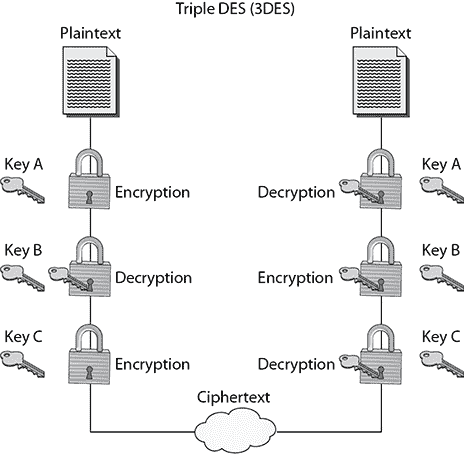 Triple DES (3DES)
Plaintext
Plaintext
Key A
Encryption
Decryption
Key A
Key B
Decryption
Encryption
Key B
Key C
Encryption
Decryption
Key C
Ciphertext